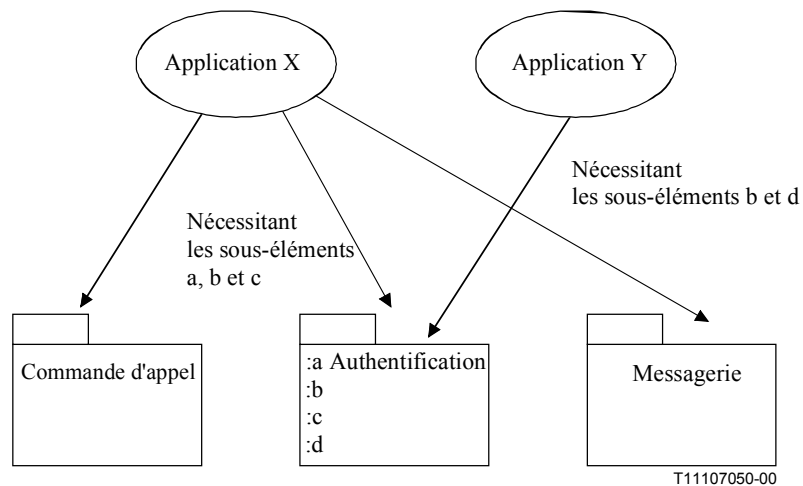 Application X
Application Y
Nécessitant
les sous-éléments b et d
Nécessitant
les sous-éléments
a, b et c
Commande d'appel
:a Authentification
:b
:c
:d
Messagerie
T11107050-00